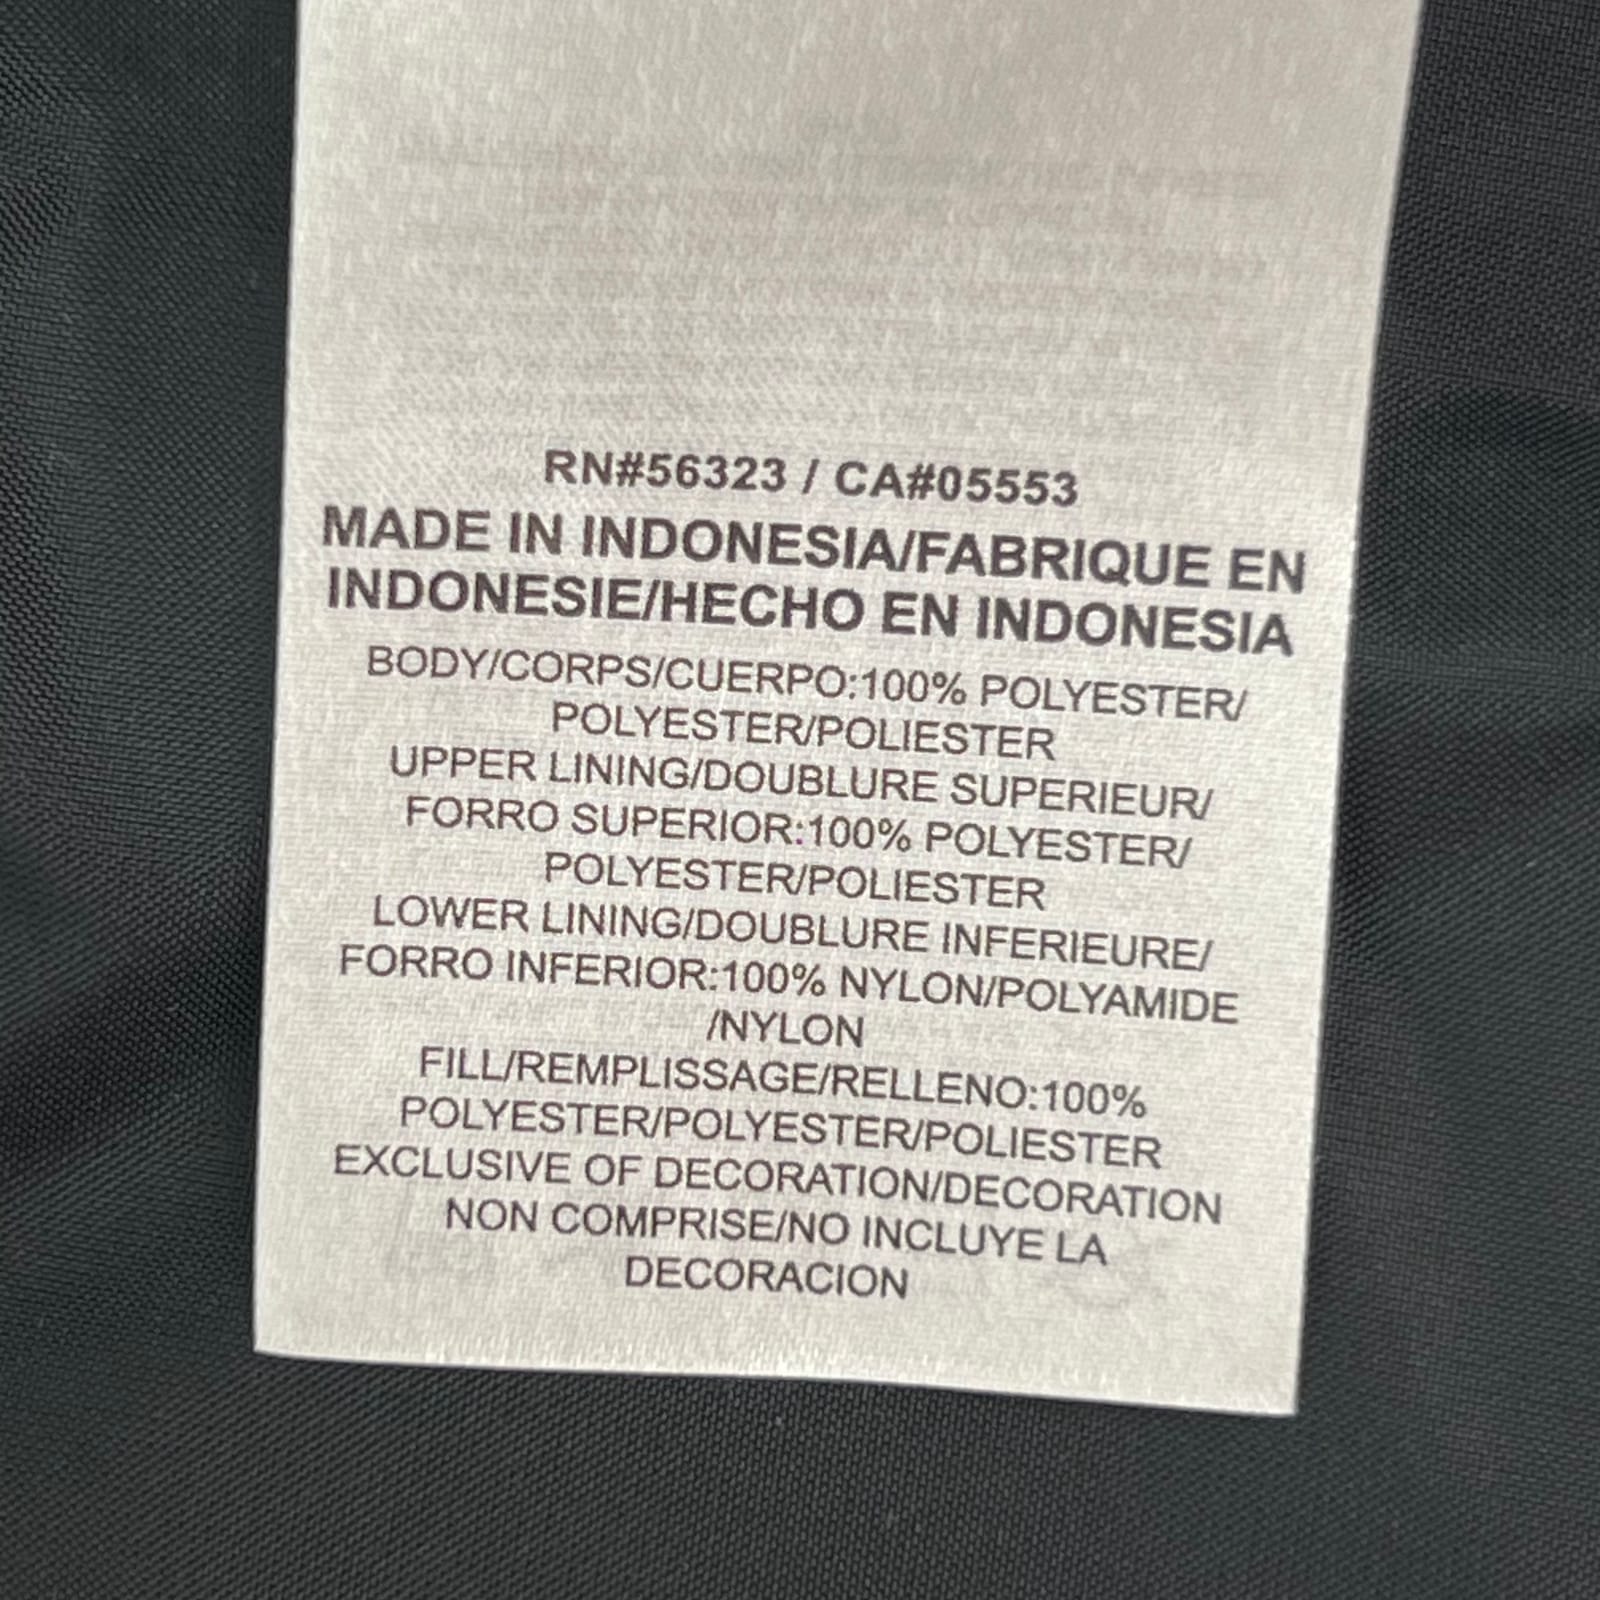 RN#56323 / CA#05553
MADE IN INDONESIA/FABRIQUE EN
INDONESIE/HECHO EN INDONESIA
BODY/CORPS/CUERPO:100% POLYESTER/
POLYESTER/POLIESTER
UPPER LINING/DOUBLURE SUPERIEUR/
FORRO SUPERIOR:100% POLYESTER/
POLYESTER/POLIESTER
LOWER LINING/DOUBLURE INFERIEURE/
FORRO INFERIOR:100% NYLON/POLYAMIDE
/NYLON
FILL/REMPLISSAGE/RELLENO:100%
POLYESTER/POLYESTER/POLIESTER
EXCLUSIVE OF DECORATION/DECORATION
NON COMPRISE/NO INCLUYE LA
DECORACION